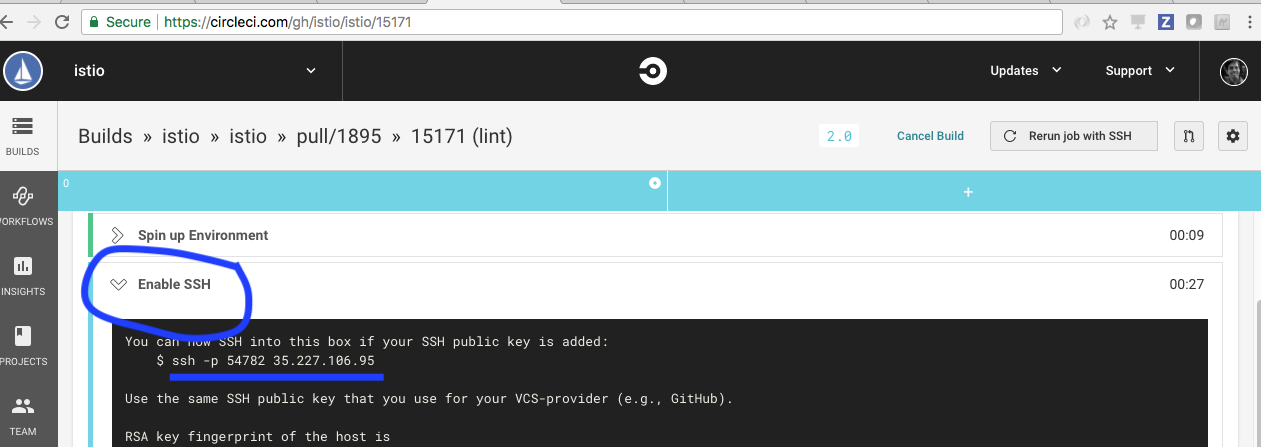 Secure https://circleci.com/gh/istio/istio/15171
Z
istio
Updates
Support
BUILDS
Builds » istio » istio » pull/1895 » 15171 (lint)
2.0
Cancel Build
Rerun job with SSH
0
+
WORKFLOWS
Spin up Environment 00:09
INSIGHTS
Enable SSH 00:27
You can now SSH into this box if your SSH public key is added:
$ ssh -p 54782 35.227.106.95
PROJECTS
Use the same SSH public key that you use for your VCS-provider (e.g., GitHub).
TEAM
RSA key fingerprint of the host is